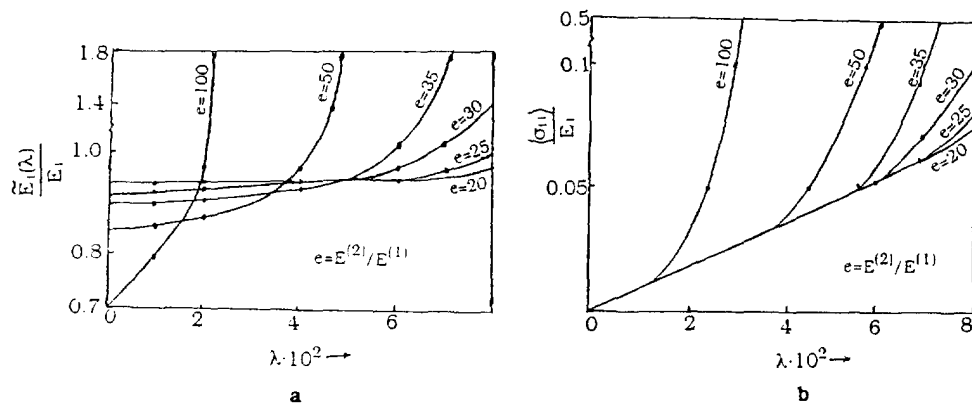 1.8
1.4
1.0
0.8
0.7
Ẽ₁(λ)
E₁
e=100
e=50
e=35
e=30
e=25
e=20
e=E⁽²⁾/E⁽¹⁾
0
2
4
6
λ·10² →
a
0.5
0.1
0.05
⟨σ₁₁⟩
E₁
e=100
e=50
e=35
e=30
e=25
e=20
e=E⁽²⁾/E⁽¹⁾
0
2
4
6
8
λ·10² →
b